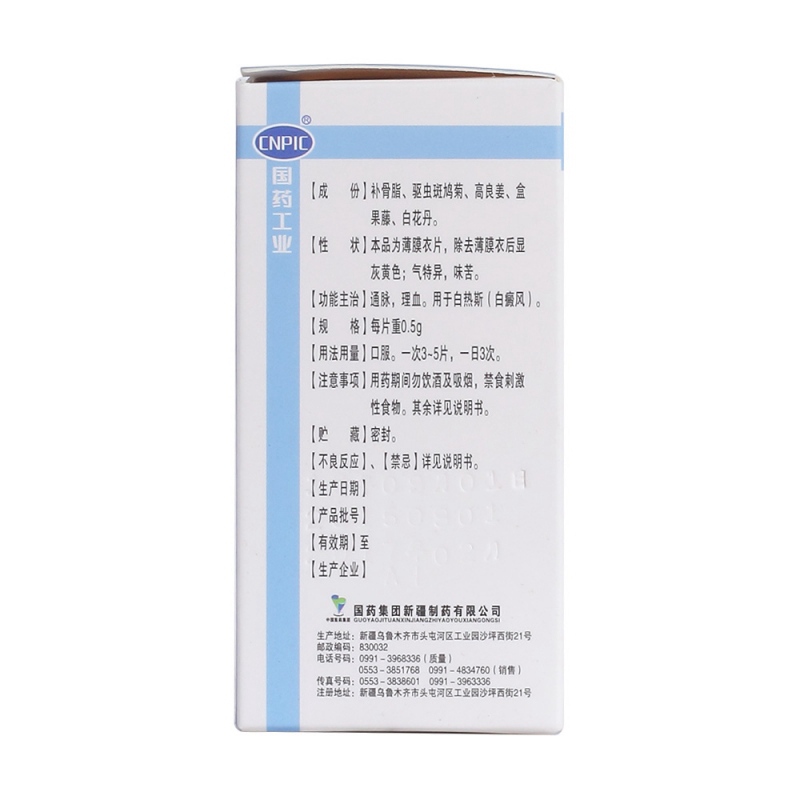 CNPIC®
国药工业
【成 份】补骨脂、驱虫斑鸠菊、高良姜、盒
果藤、白花丹。
【性 状】本品为薄膜衣片，除去薄膜衣后显
灰黄色；气特异，味苦。
【功能主治】通脉，理血。用于白热斯（白癜风）。
【规 格】每片重0.5g
【用法用量】口服。一次3~5片，一日3次。
【注意事项】用药期间勿饮酒及吸烟，禁食刺激
性食物。其余详见说明书。
【贮 藏】密封。
【不良反应】、【禁忌】详见说明书。
【生产日期】
【产品批号】
【有效期】至
【生产企业】
国药集团新疆制药有限公司
GUOYAOJITUANXINJIANGZHIYAOYOUXIANGONGSI
生产地址：新疆乌鲁木齐市头屯河区工业园沙坪西街21号
邮政编码：830032
电话号码：0991-3968336（质量）
0553-3851768 0991-4834760（销售）
传真号码：0553-3838601 0991-3963336
注册地址：新疆乌鲁木齐市头屯河区工业园沙坪西街21号